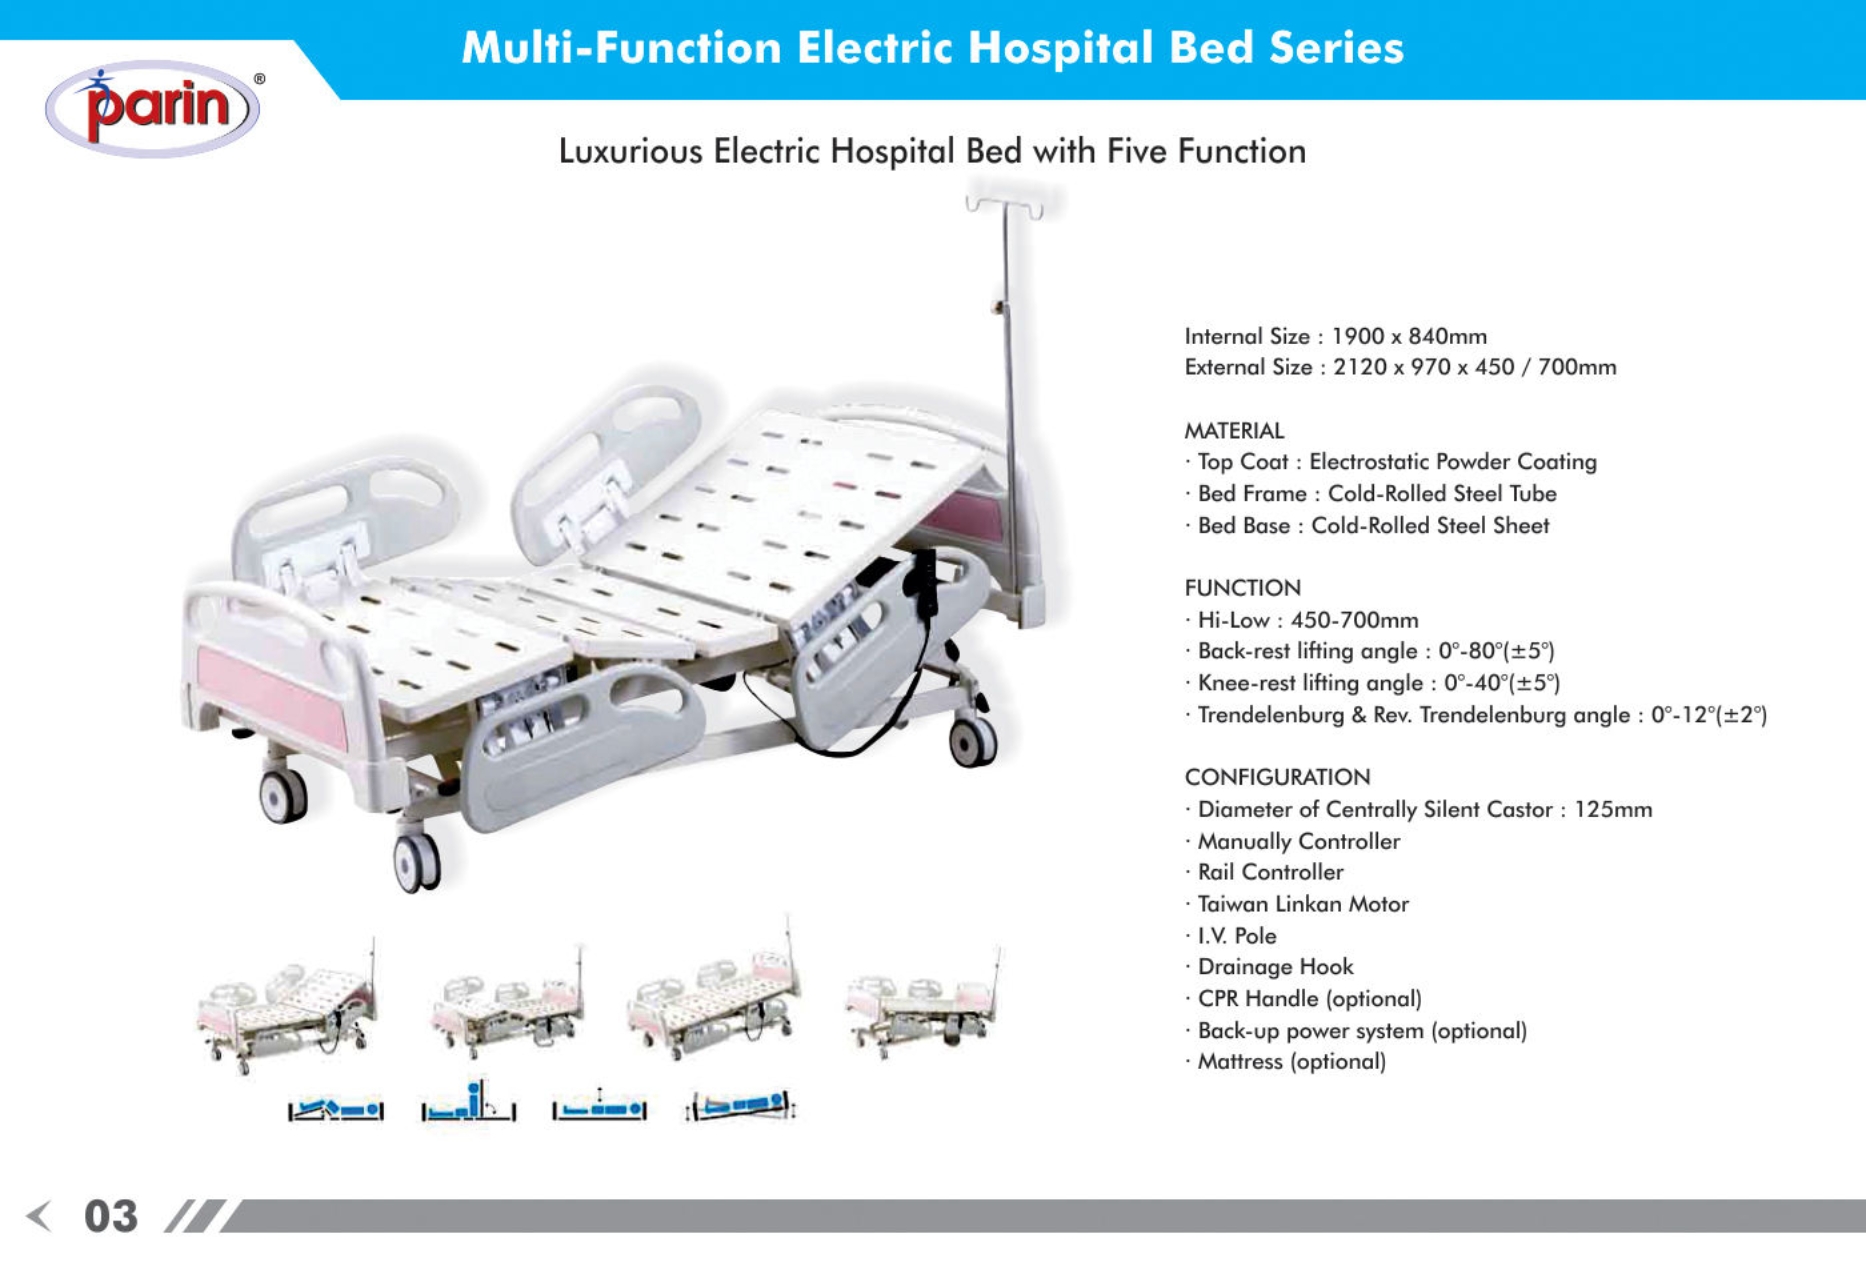 Multi-Function Electric Hospital Bed Series
parin®
Luxurious Electric Hospital Bed with Five Function
Internal Size : 1900 x 840mm
External Size : 2120 x 970 x 450 / 700mm
MATERIAL
· Top Coat : Electrostatic Powder Coating
· Bed Frame : Cold-Rolled Steel Tube
· Bed Base : Cold-Rolled Steel Sheet
FUNCTION
· Hi-Low : 450-700mm
· Back-rest lifting angle : 0°-80°(±5°)
· Knee-rest lifting angle : 0°-40°(±5°)
· Trendelenburg & Rev. Trendelenburg angle : 0°-12°(±2°)
CONFIGURATION
· Diameter of Centrally Silent Castor : 125mm
· Manually Controller
· Rail Controller
· Taiwan Linkan Motor
· I.V. Pole
· Drainage Hook
· CPR Handle (optional)
· Back-up power system (optional)
· Mattress (optional)
03